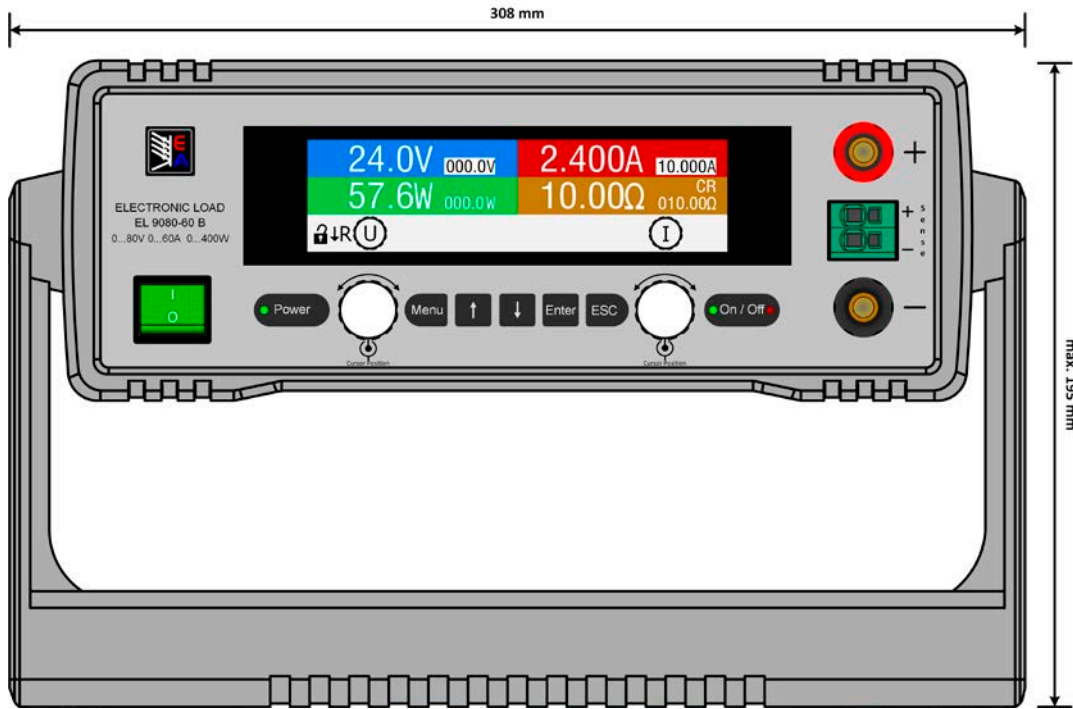 308 mm
EA
24.0V 000.0V 2.400A 10.000A
57.6W 000.0W 10.00Ω CR 010.00Ω
↓R U I
ELECTRONIC LOAD
EL 9080-60 B
0...80V 0...60A 0...400W
+
+ Sense
−
I
O
Power Menu ↑ ↓ Enter ESC On / Off
−
Cursor Position Cursor Position
max. 195 mm